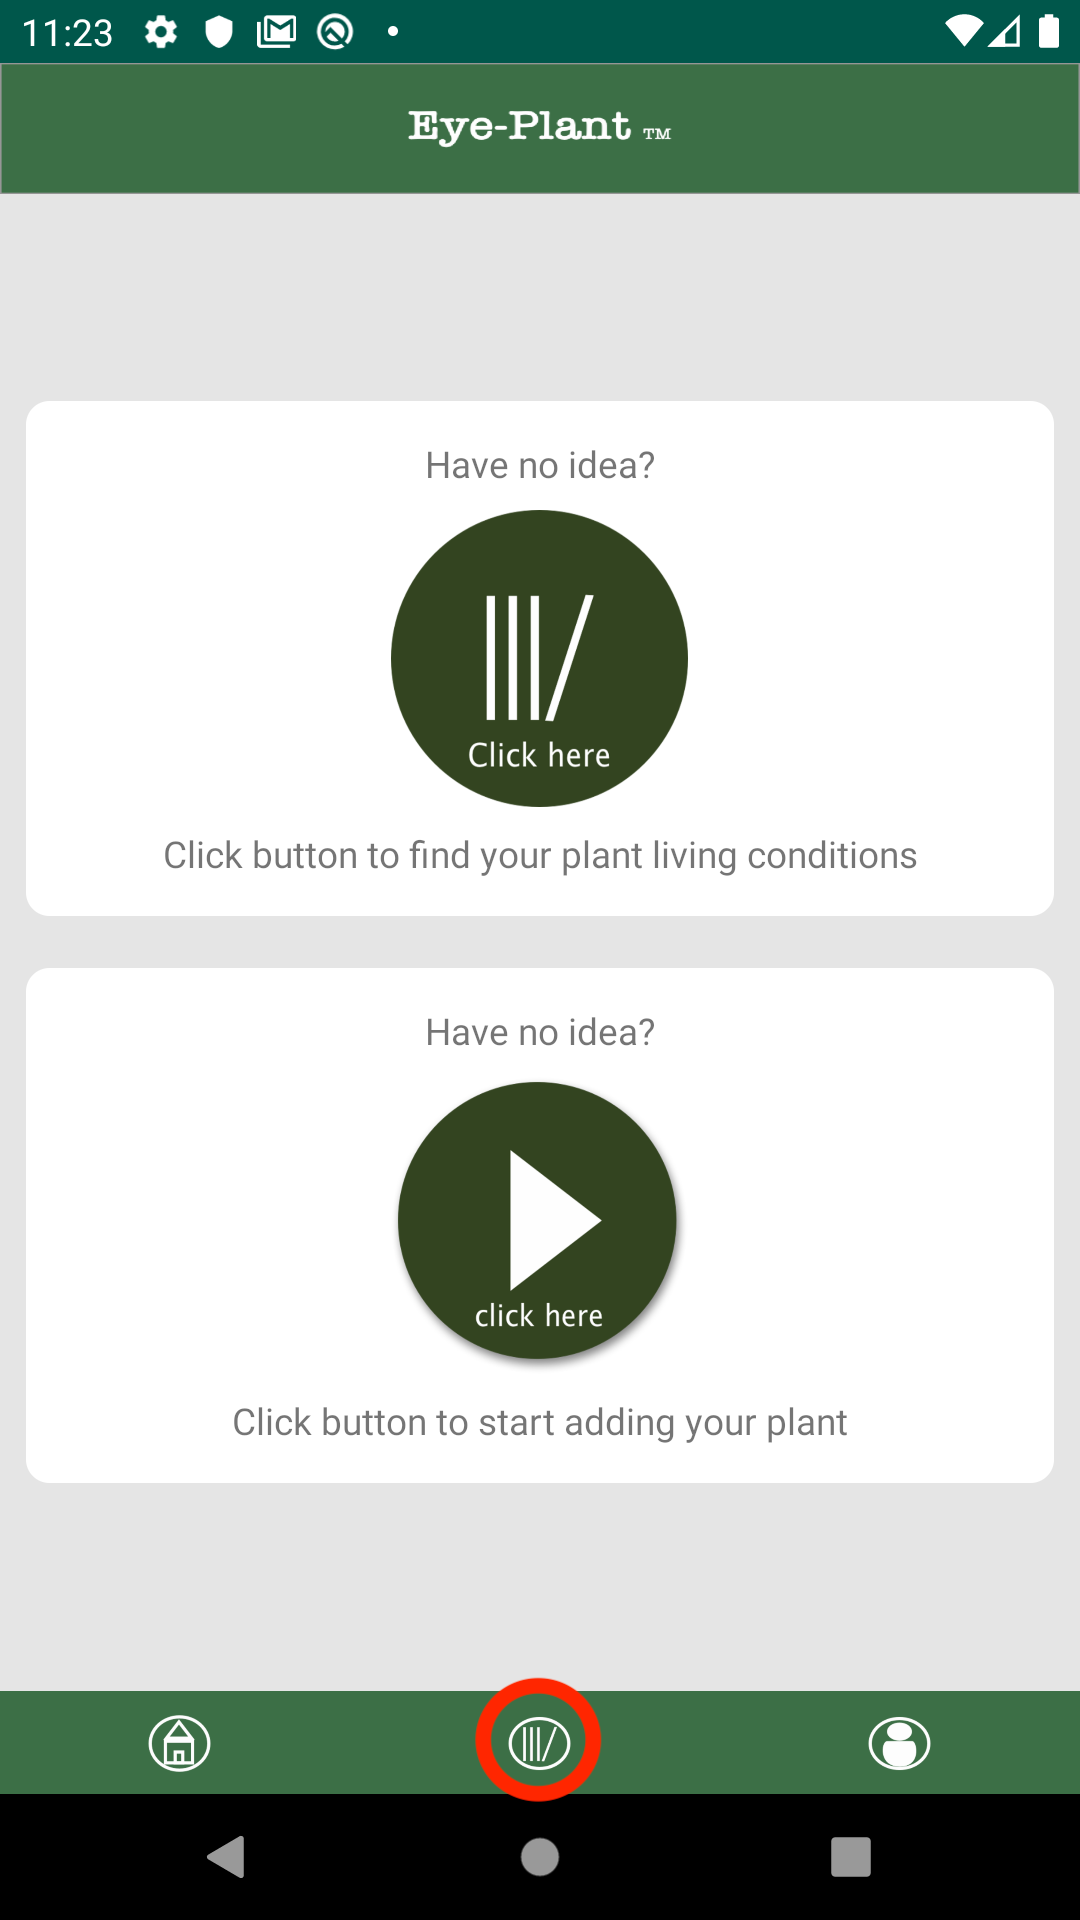 11:23
Eye-Plant TM
Have no idea?
Click here
Click button to find your plant living conditions
Have no idea?
click here
Click button to start adding your plant